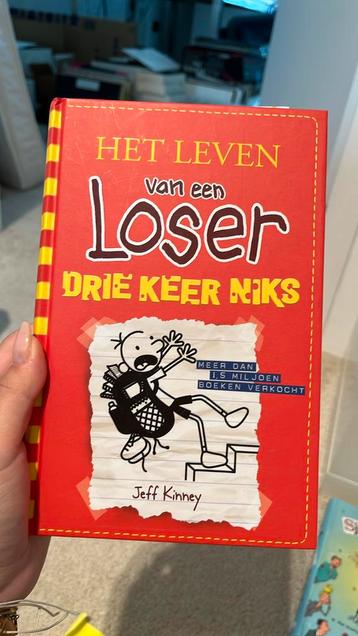 HET LEVEN
van een
Loser
DRIE KEER NIKS
MEER DAN
1,5 MILJOEN
BOEKEN VERKOCHT
Jeff Kinney